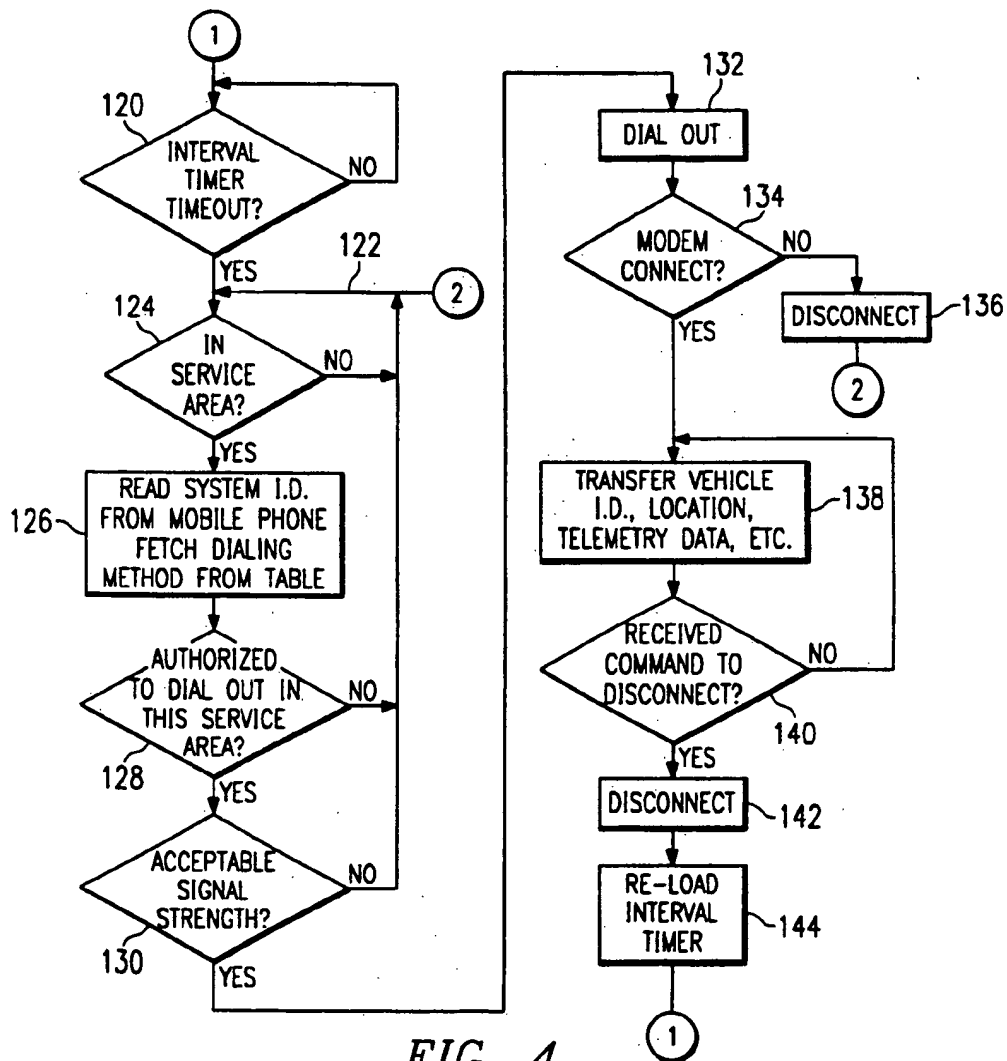 1
120
INTERVAL
TIMER
TIMEOUT?
NO
YES
122
2
124
IN
SERVICE
AREA?
NO
YES
126
READ SYSTEM I.D.
FROM MOBILE PHONE
FETCH DIALING
METHOD FROM TABLE
AUTHORIZED
TO DIAL OUT IN
THIS SERVICE
AREA?
NO
128
YES
ACCEPTABLE
SIGNAL
STRENGTH?
NO
130
YES
132
DIAL OUT
134
MODEM
CONNECT?
NO
YES
DISCONNECT
136
2
TRANSFER VEHICLE
I.D., LOCATION,
TELEMETRY DATA, ETC.
138
RECEIVED
COMMAND TO
DISCONNECT?
NO
140
YES
DISCONNECT
142
RE-LOAD
INTERVAL
TIMER
144
1
FIG. 4